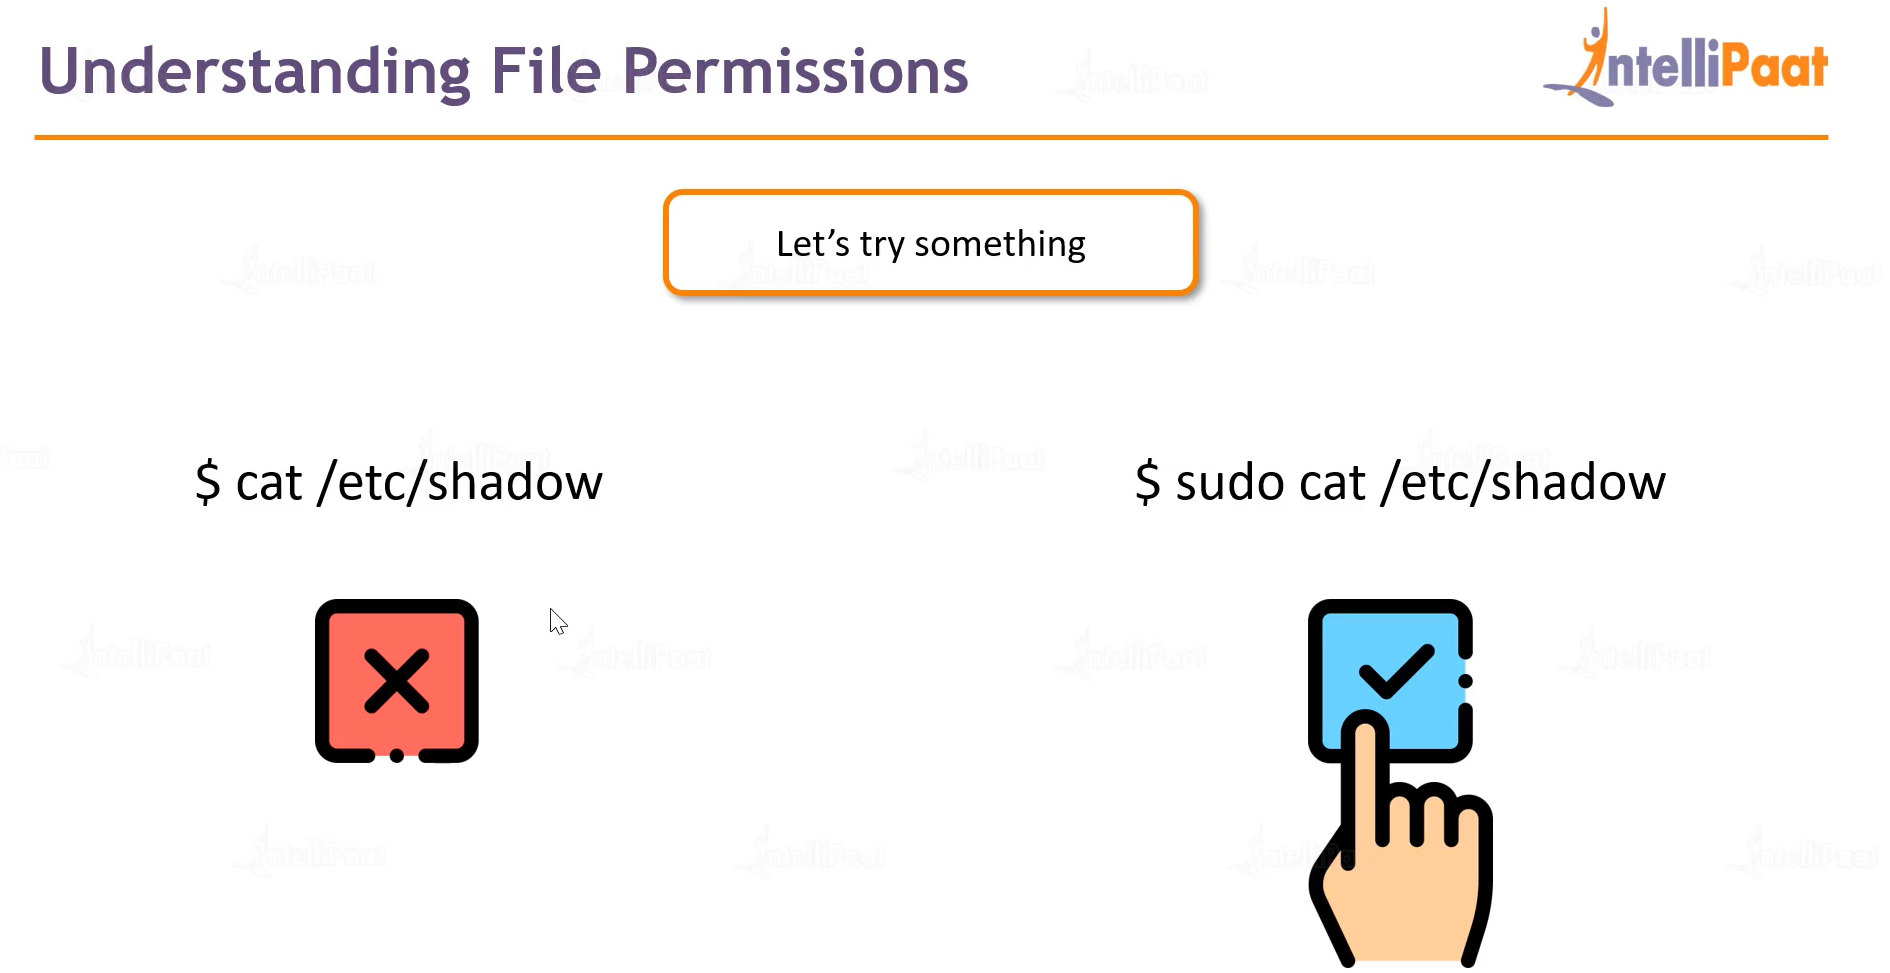 Understanding File Permissions
IntelliPaat
Let’s try something
$ cat /etc/shadow
$ sudo cat /etc/shadow